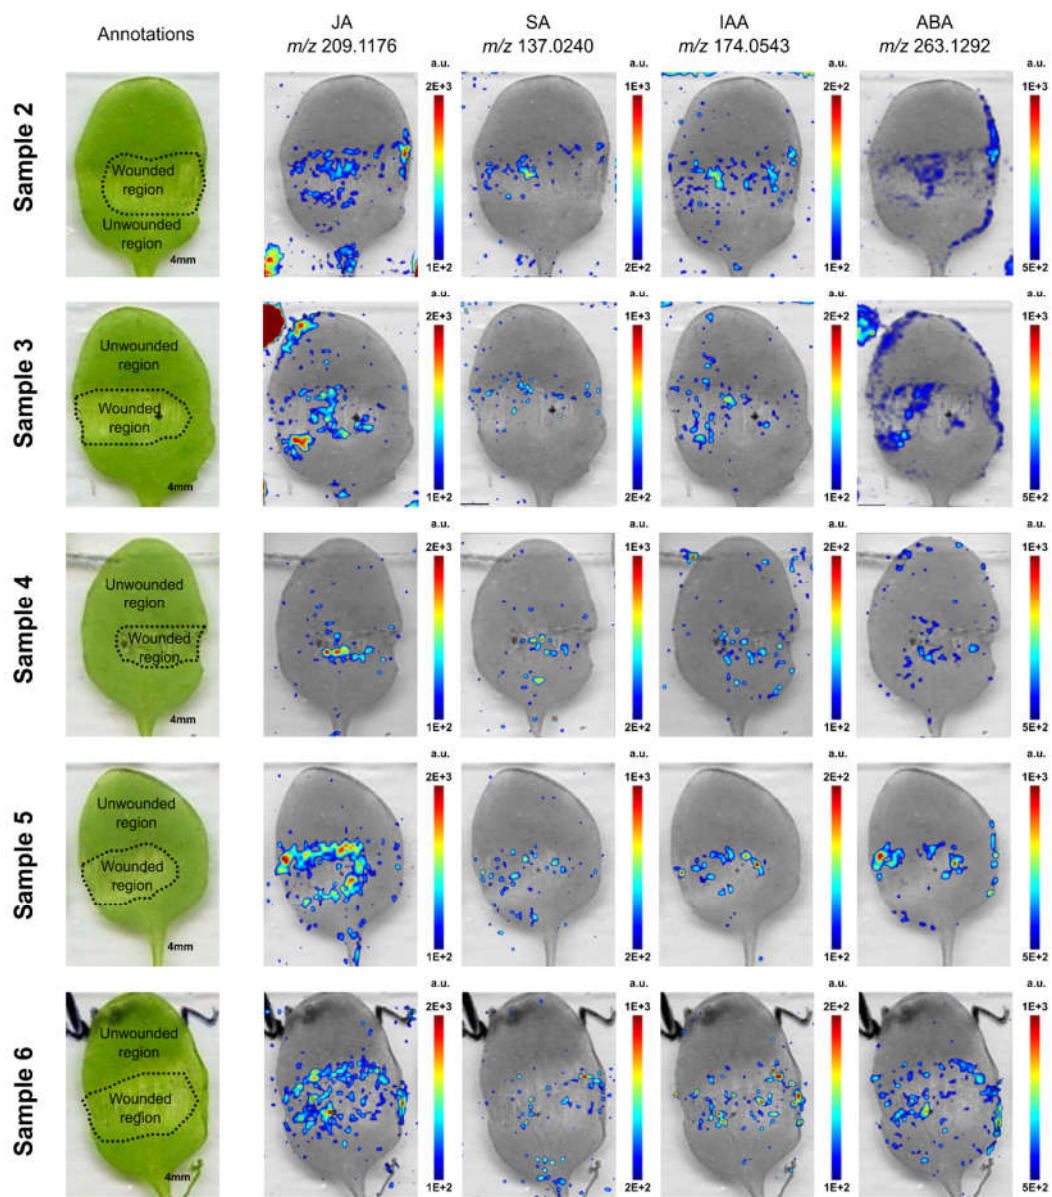 Annotations
JA
m/z 209.1176
SA
m/z 137.0240
IAA
m/z 174.0543
ABA
m/z 263.1292
Sample 2
Wounded
region
Unwounded
region
4mm
a.u.
2E+3
1E+2
a.u.
1E+3
2E+2
a.u.
2E+2
1E+2
a.u.
1E+3
5E+2
Sample 3
Unwounded
region
Wounded
region
4mm
a.u.
2E+3
1E+2
a.u.
1E+3
2E+2
a.u.
2E+2
1E+2
a.u.
1E+3
5E+2
Sample 4
Unwounded
region
Wounded
region
4mm
a.u.
2E+3
1E+2
a.u.
1E+3
2E+2
a.u.
2E+2
1E+2
a.u.
1E+3
5E+2
Sample 5
Unwounded
region
Wounded
region
4mm
a.u.
2E+3
1E+2
a.u.
1E+3
2E+2
a.u.
2E+2
1E+2
a.u.
1E+3
5E+2
Sample 6
Unwounded
region
Wounded
region
4mm
a.u.
2E+3
1E+2
a.u.
1E+3
2E+2
a.u.
2E+2
1E+2
a.u.
1E+3
5E+2